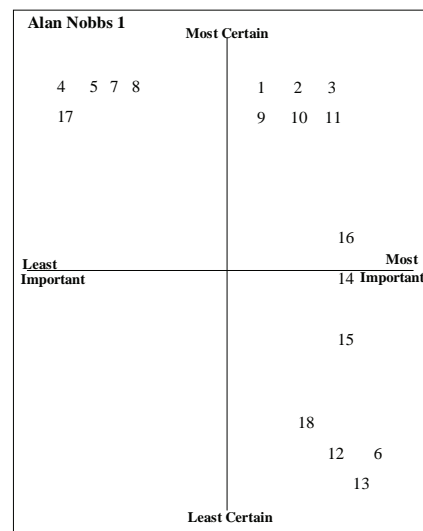 Alan Nobbs 1
Most Certain
4 5 7 8 1 2 3
17 9 10 11
16
Least Most
Important 14 Important
15
18
12 6
13
Least Certain